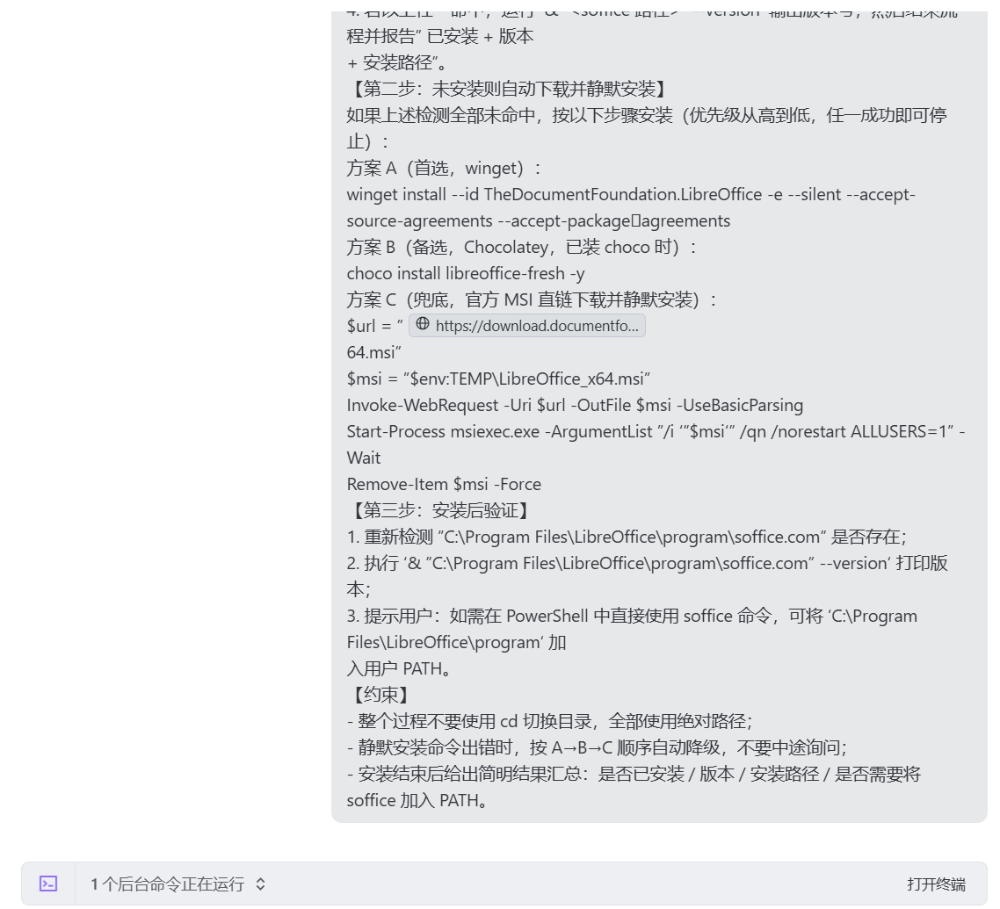 4. 若以上任一命中，运行 & "<soffice 路径>" --version 输出版本号，然后结束流
程并报告” 已安装 + 版本
+ 安装路径”。
【第二步：未安装则自动下载并静默安装】
如果上述检测全部未命中，按以下步骤安装（优先级从高到低，任一成功即可停
止）：
方案 A（首选，winget）：
winget install --id TheDocumentFoundation.LibreOffice -e --silent --accept-
source-agreements --accept-package▯agreements
方案 B（备选，Chocolatey，已装 choco 时）：
choco install libreoffice-fresh -y
方案 C（兜底，官方 MSI 直链下载并静默安装）：
$url = ” https://download.documentfo...
64.msi”
$msi = ”$env:TEMP\LibreOffice_x64.msi”
Invoke-WebRequest -Uri $url -OutFile $msi -UseBasicParsing
Start-Process msiexec.exe -ArgumentList ”/i ‘”$msi‘” /qn /norestart ALLUSERS=1” -
Wait
Remove-Item $msi -Force
【第三步：安装后验证】
1. 重新检测 ”C:\Program Files\LibreOffice\program\soffice.com” 是否存在；
2. 执行 ‘& ”C:\Program Files\LibreOffice\program\soffice.com” --version‘ 打印版
本；
3. 提示用户：如需在 PowerShell 中直接使用 soffice 命令，可将 ‘C:\Program
Files\LibreOffice\program‘ 加
入用户 PATH。
【约束】
- 整个过程不要使用 cd 切换目录，全部使用绝对路径；
- 静默安装命令出错时，按 A→B→C 顺序自动降级，不要中途询问；
- 安装结束后给出简明结果汇总：是否已安装 / 版本 / 安装路径 / 是否需要将
soffice 加入 PATH。
1 个后台命令正在运行
打开终端